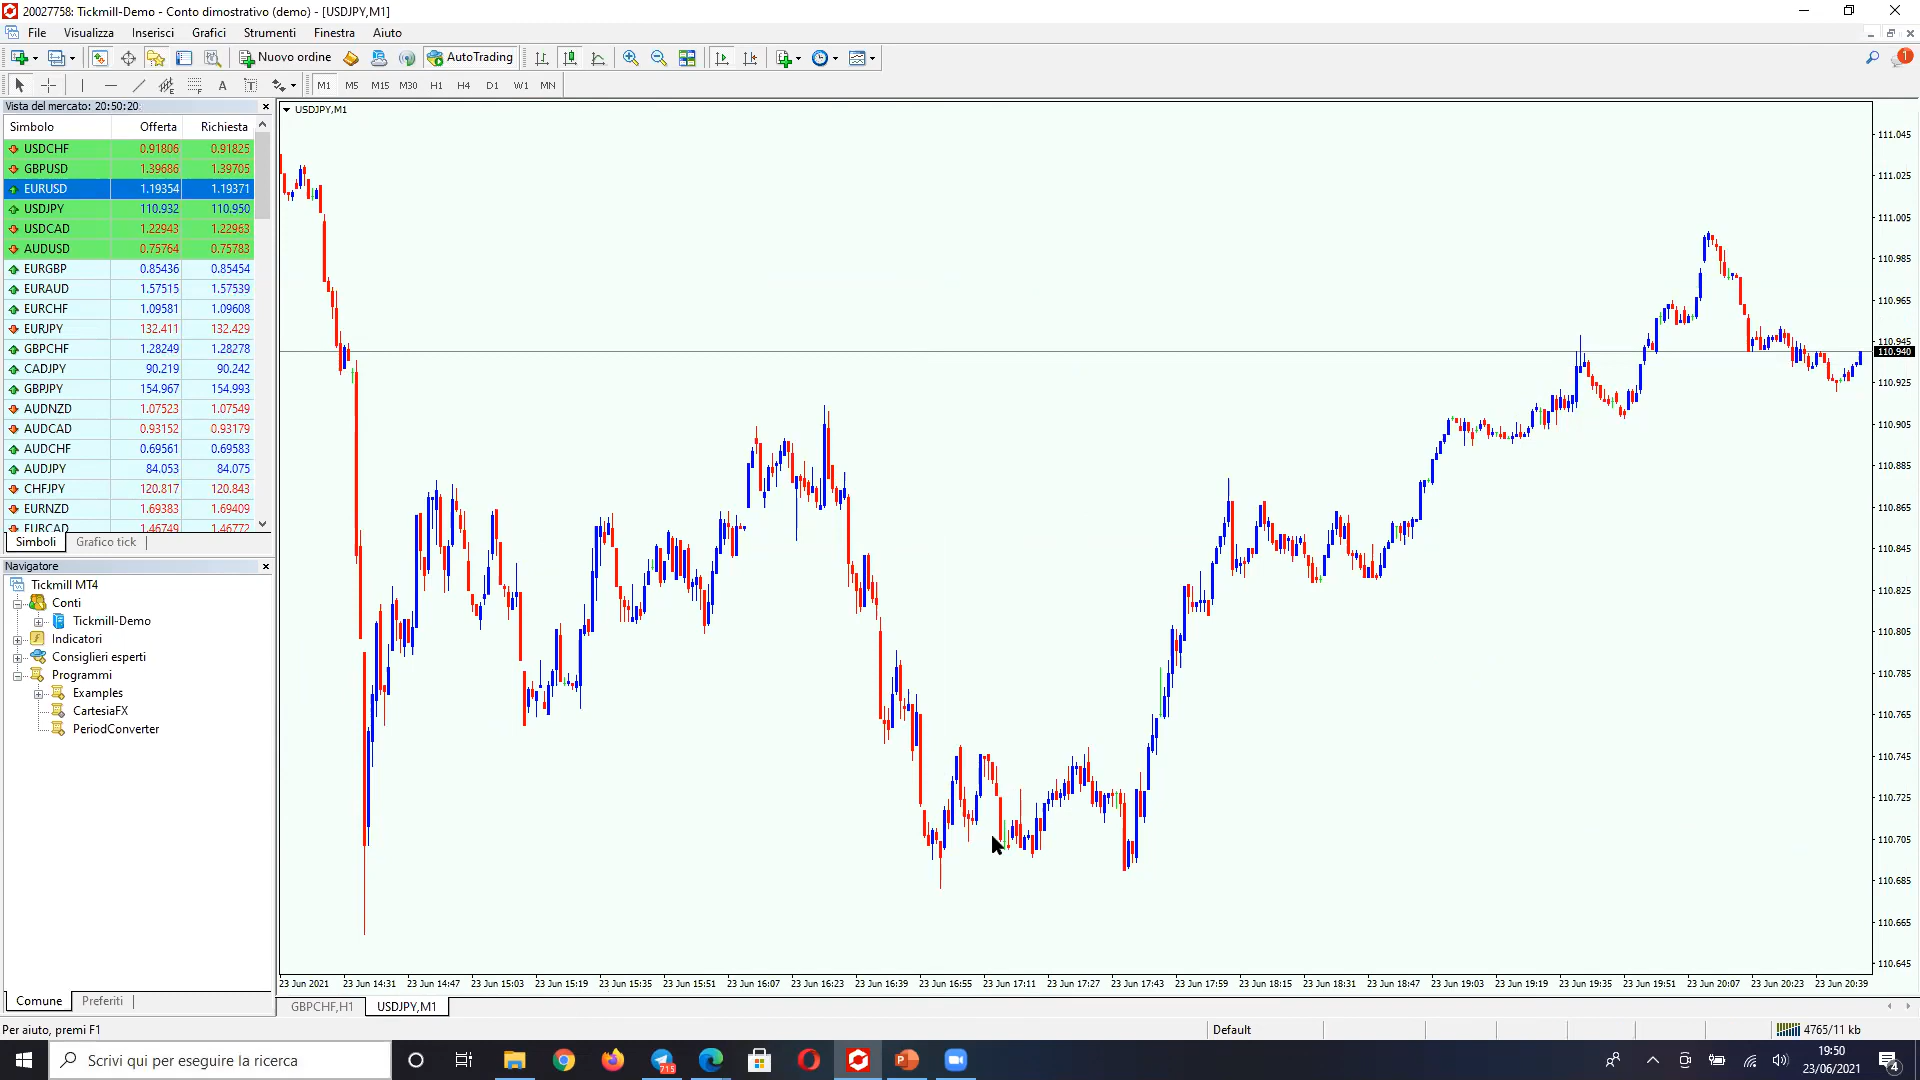 20027758: Tickmill-Demo - Conto dimostrativo (demo) - [USDJPY,M1]
File Visualizza Inserisci Grafici Strumenti Finestra Aiuto
Nuovo ordine AutoTrading
1
A T M1 M5 M15 M30 H1 H4 D1 W1 MN
Vista del mercato: 20:50:20
Simbolo Offerta Richiesta
USDCHF 0.91806 0.91825
GBPUSD 1.39686 1.39705
EURUSD 1.19354 1.19371
USDJPY 110.932 110.950
USDCAD 1.22943 1.22963
AUDUSD 0.75764 0.75783
EURGBP 0.85436 0.85454
EURAUD 1.57515 1.57539
EURCHF 1.09581 1.09608
EURJPY 132.411 132.429
GBPCHF 1.28249 1.28278
CADJPY 90.219 90.242
GBPJPY 154.967 154.993
AUDNZD 1.07523 1.07549
AUDCAD 0.93152 0.93179
AUDCHF 0.69561 0.69583
AUDJPY 84.053 84.075
CHFJPY 120.817 120.843
EURNZD 1.69383 1.69409
EURCAD 1.46749 1.46772
Simboli Grafico tick
Navigatore
Tickmill MT4
Conti
Tickmill-Demo
Indicatori
Consiglieri esperti
Programmi
Examples
CartesiaFX
PeriodConverter
Comune Preferiti
USDJPY,M1
111.045
111.025
111.005
110.985
110.965
110.945
110.940
110.925
110.905
110.885
110.865
110.845
110.825
110.805
110.785
110.765
110.745
110.725
110.705
110.685
110.665
110.645
23 Jun 2021 23 Jun 14:31 23 Jun 14:47 23 Jun 15:03 23 Jun 15:19 23 Jun 15:35 23 Jun 15:51 23 Jun 16:07 23 Jun 16:23 23 Jun 16:39 23 Jun 16:55 23 Jun 17:11 23 Jun 17:27 23 Jun 17:43 23 Jun 17:59 23 Jun 18:15 23 Jun 18:31 23 Jun 18:47 23 Jun 19:03 23 Jun 19:19 23 Jun 19:35 23 Jun 19:51 23 Jun 20:07 23 Jun 20:23 23 Jun 20:39
GBPCHF,H1 USDJPY,M1
Per aiuto, premi F1 Default 4765/11 kb
Scrivi qui per eseguire la ricerca
715
19:50
23/06/2021
4